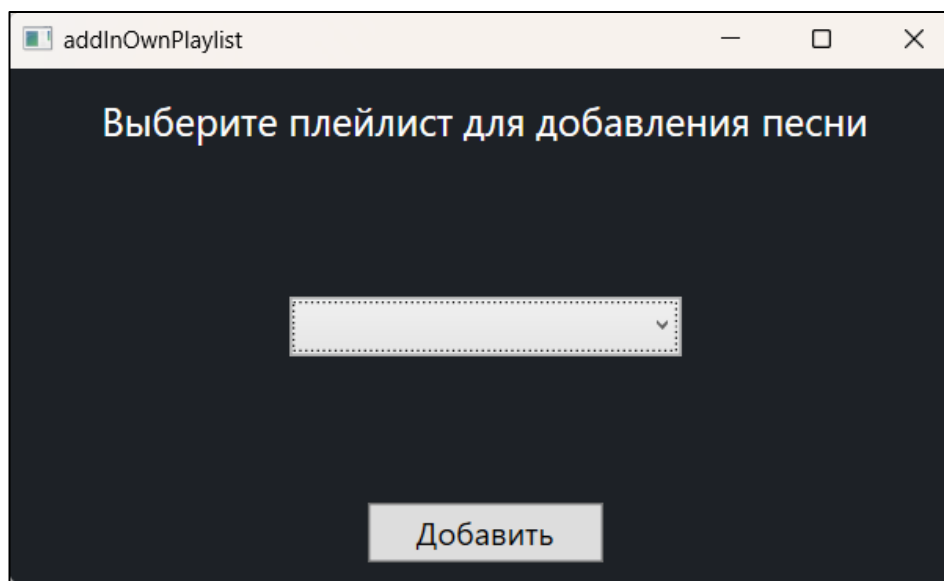 addInOwnPlaylist
Выберите плейлист для добавления песни
Добавить